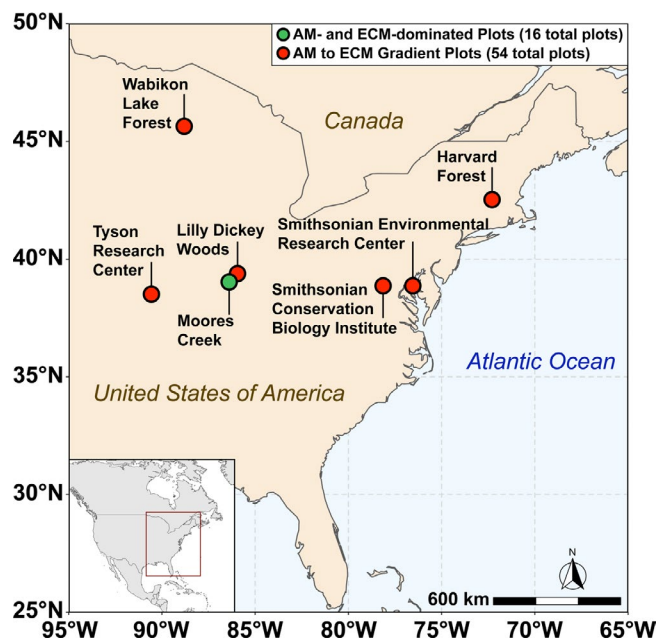 AM- and ECM-dominated Plots (16 total plots)
AM to ECM Gradient Plots (54 total plots)
50°N
45°N
40°N
35°N
30°N
25°N
Wabikon
Lake
Forest
Canada
Harvard
Forest
Tyson
Research
Center
Lilly Dickey
Woods
Smithsonian Environmental
Research Center
Moores
Creek
Smithsonian
Conservation
Biology Institute
Atlantic Ocean
United States of America
N
600 km
95°W
90°W
85°W
80°W
75°W
70°W
65°W